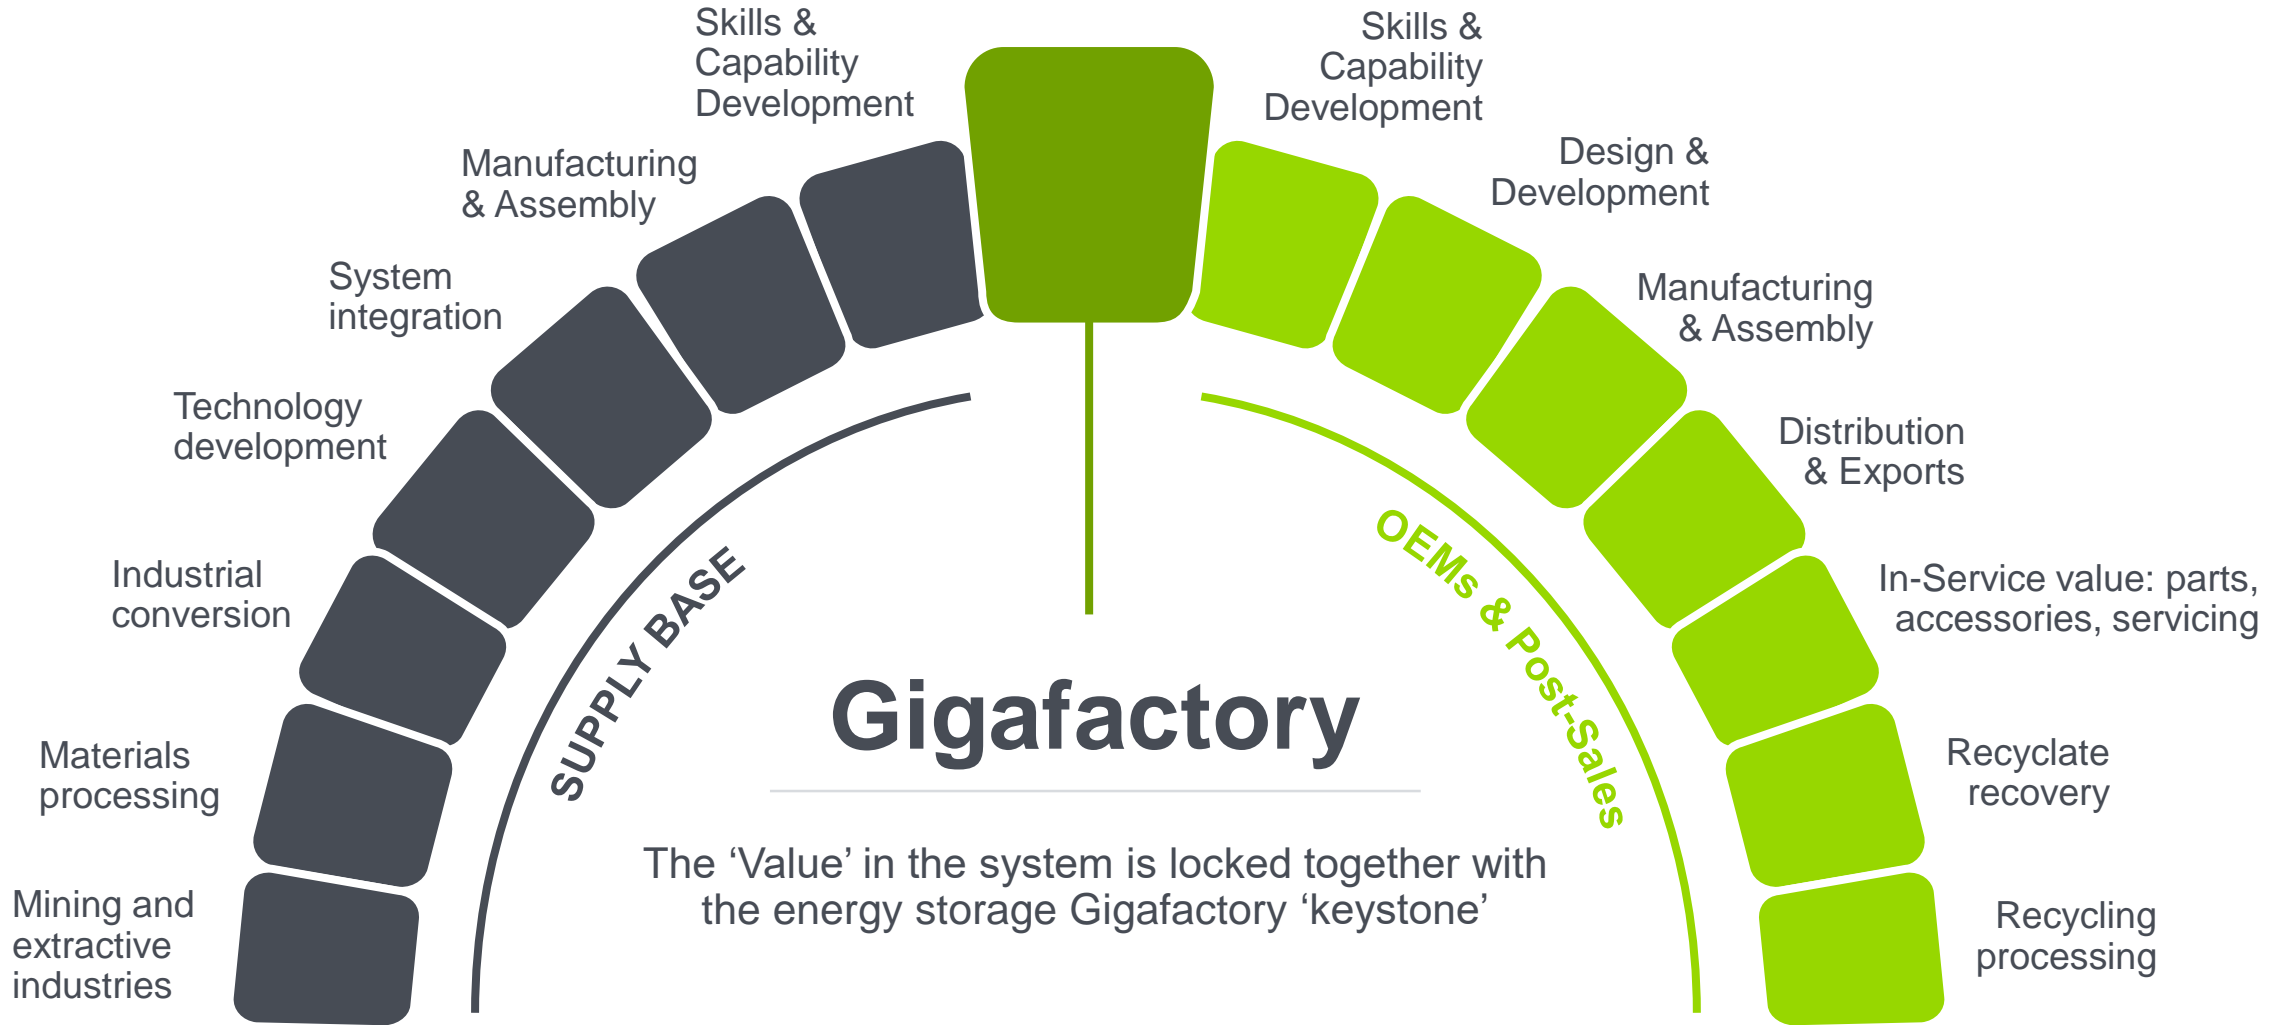 Skills &
Capability
Development
Manufacturing
& Assembly
System
integration
Technology
development
Industrial
conversion
Materials
processing
Mining and
extractive
industries
SUPPLY BASE
Skills &
Capability
Development
Design &
Development
Manufacturing
& Assembly
Distribution
& Exports
In-Service value: parts,
accessories, servicing
Recyclate
recovery
Recycling
processing
OEMs & Post-Sales
Gigafactory
The ‘Value’ in the system is locked together with
the energy storage Gigafactory ‘keystone’